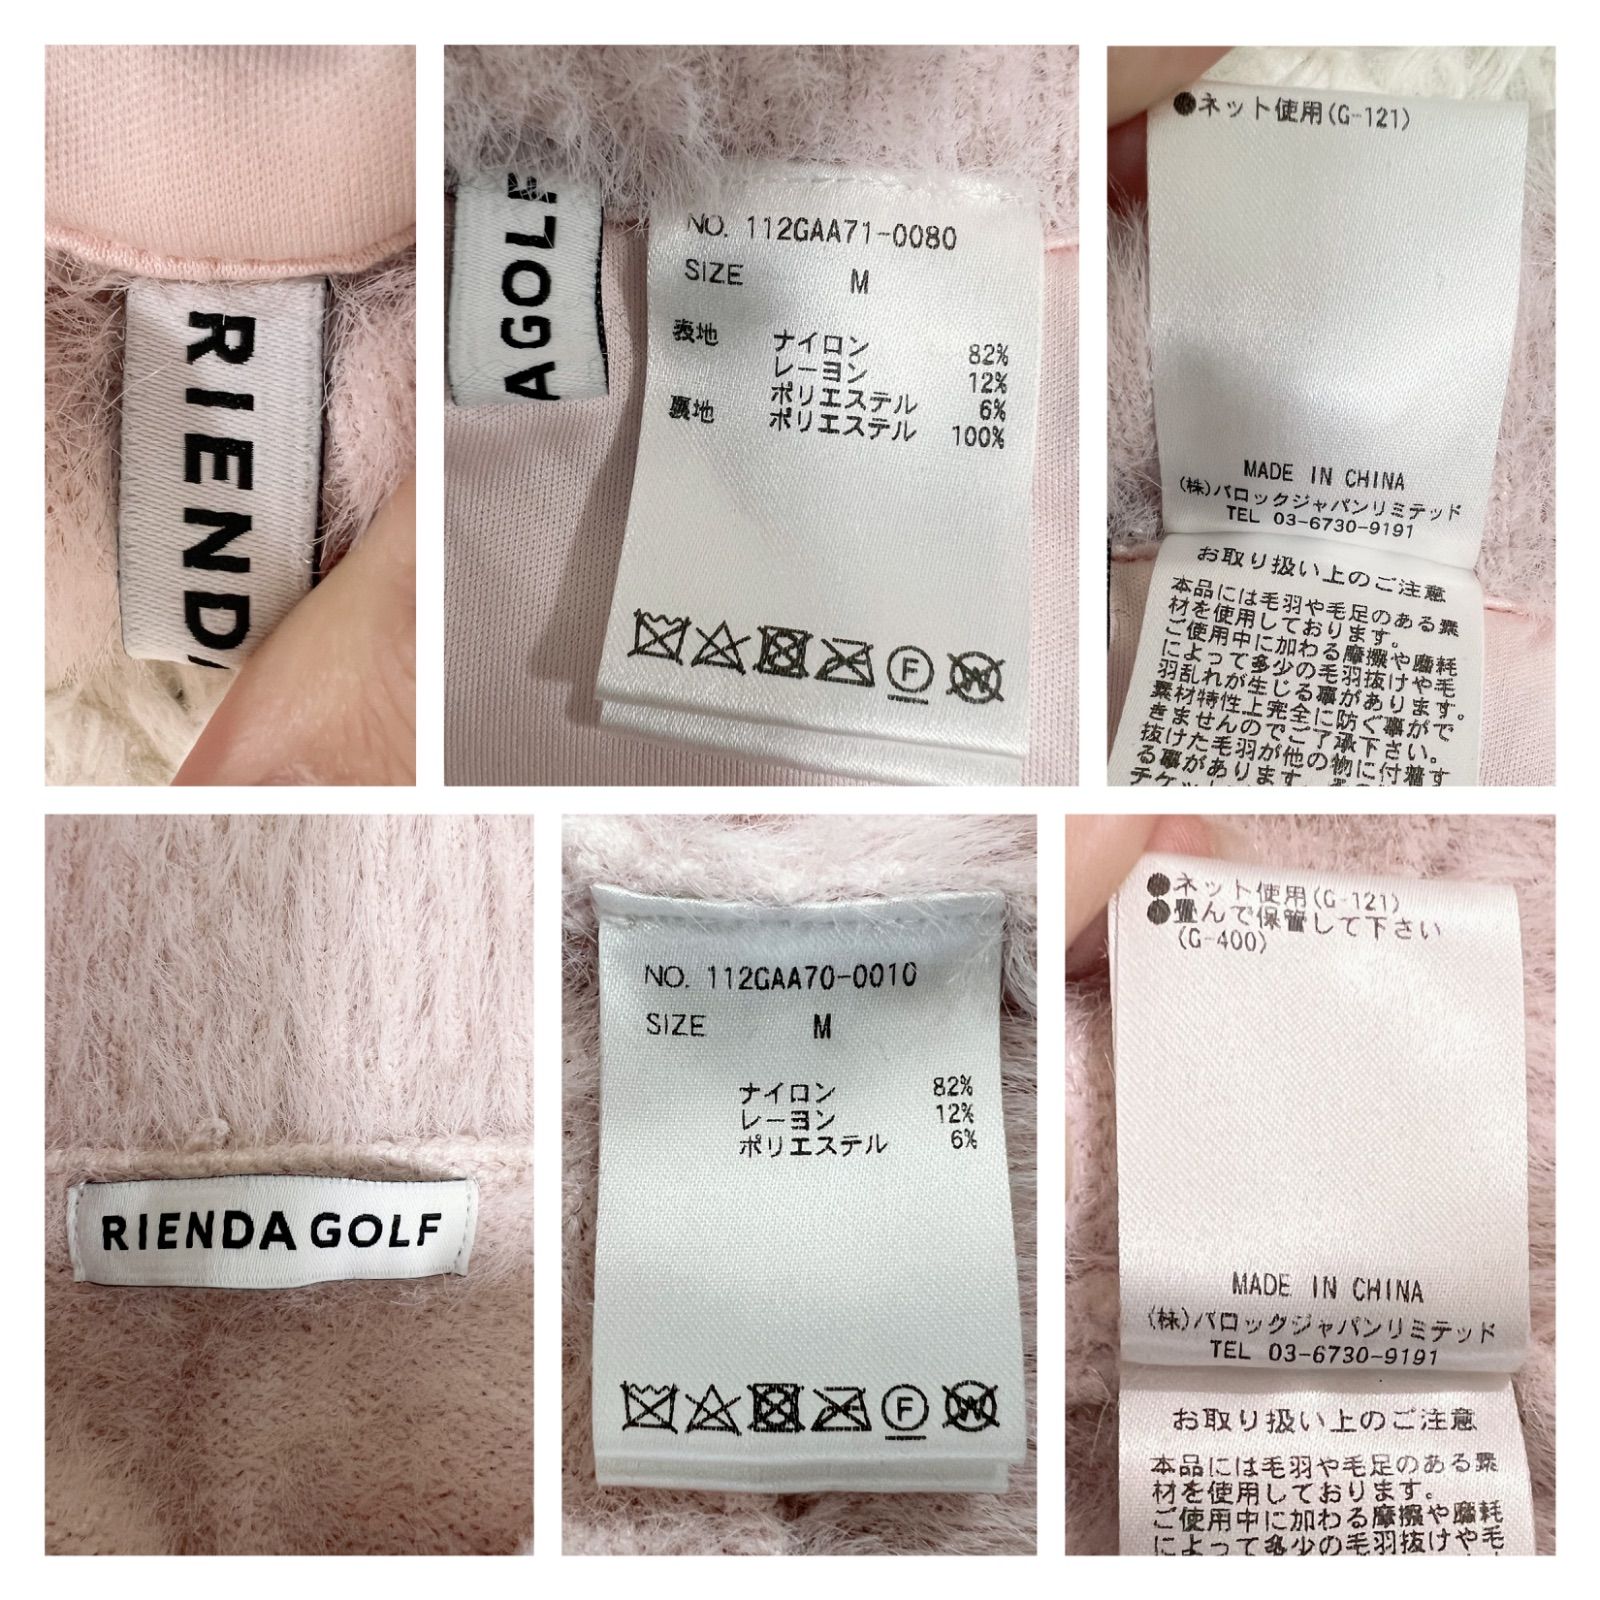 RIENDA
AGOLF
NO. 112GAA71-0080
SIZE M
表地 ナイロン 82%
レーヨン 12%
ポリエステル 6%
裏地 ポリエステル 100%
F
W
●ネット使用(G-121)
MADE IN CHINA
(株)バロックジャパンリミテッド
TEL 03-6730-9191
お取り扱い上のご注意
本品には毛羽や毛足のある素
材を使用しております。
ご使用中に加わる摩擦や磨耗
によって多少の毛羽抜けや毛
羽乱れが生じる事があります。
素材特性上完全に防ぐ事がで
きませんのでご了承下さい。
抜けた毛羽が他の物に付着す
る事があります
RIENDA GOLF
NO. 112GAA70-0010
SIZE M
ナイロン 82%
レーヨン 12%
ポリエステル 6%
F
W
●ネット使用(G-121)
●畳んで保管して下さい
(G-400)
MADE IN CHINA
(株)バロックジャパンリミテッド
TEL 03-6730-9191
お取り扱い上のご注意
本品には毛羽や毛足のある素
材を使用しております。
ご使用中に加わる摩擦や磨耗
によって多少の毛羽抜けや毛